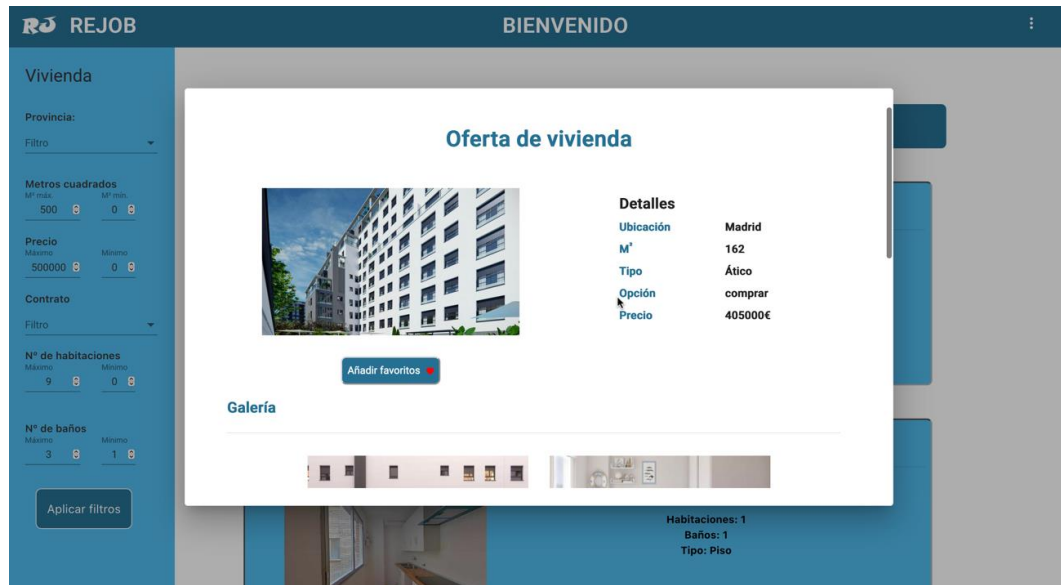 RJ REJOB
BIENVENIDO
Vivienda
Provincia:
Filtro
Metros cuadrados
M² máx. M² mín.
500 0
Precio
Máximo Mínimo
500000 0
Contrato
Filtro
Nº de habitaciones
Máximo Mínimo
9 0
Nº de baños
Máximo Mínimo
3 1
Aplicar filtros
Oferta de vivienda
Detalles
Ubicación Madrid
M² 162
Tipo Ático
Opción comprar
Precio 405000€
Añadir favoritos
Galería
Habitaciones: 1
Baños: 1
Tipo: Piso